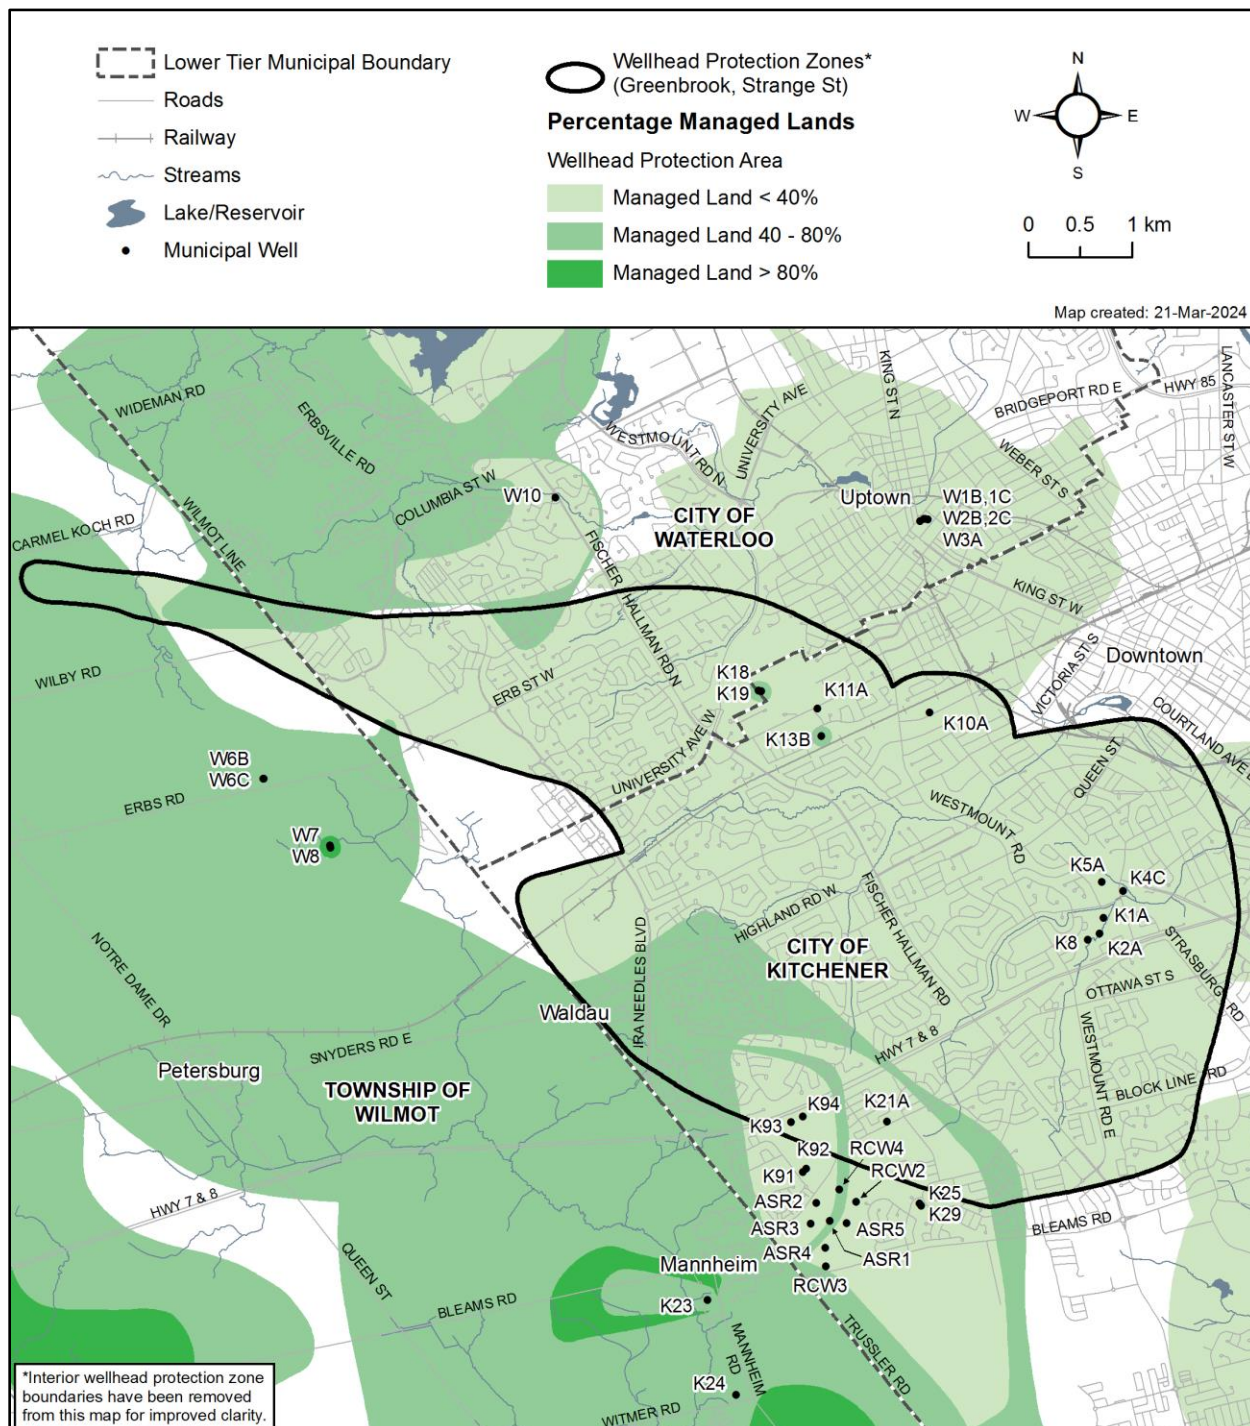 Lower Tier Municipal Boundary
Roads
Railway
Streams
Lake/Reservoir
Municipal Well
Wellhead Protection Zones*
(Greenbrook, Strange St)
Percentage Managed Lands
Wellhead Protection Area
Managed Land < 40%
Managed Land 40 - 80%
Managed Land > 80%
N
W E
S
0 0.5 1 km
Map created: 21-Mar-2024
WIDEMAN RD
ERBSVILLE RD
COLUMBIA ST W
CARMEL KOCH RD
WILMOT LINE
W10
WESTMOUNT RD N
UNIVERSITY AVE
KING ST N
BRIDGEPORT RD E
HWY 85
LANCASTER ST W
WEBER ST S
Uptown
W1B,1C
W2B,2C
W3A
CITY OF
WATERLOO
FISCHER HALLMAN RD N
KING ST W
VICTORIA ST S
Downtown
COURTLAND AVE E
WILBY RD
ERB ST W
K18
K19
K11A
K10A
K13B
UNIVERSITY AVE W
QUEEN ST
W6B
W6C
ERBS RD
W7
W8
WESTMOUNT RD
FISCHER HALLMAN RD
HIGHLAND RD W
K5A
K4C
K1A
K8
K2A
CITY OF
KITCHENER
STRASBURG RD
OTTAWA ST S
NOTRE DAME DR
IRA NEEDLES BLVD
Waldau
SNYDERS RD E
Petersburg
TOWNSHIP OF
WILMOT
HWY 7 & 8
WESTMOUNT RD E
BLOCK LINE RD
K94
K93
K21A
K92
RCW4
RCW2
K91
ASR2
K25
K29
ASR3
ASR5
BLEAMS RD
ASR4
ASR1
RCW3
HWY 7 & 8
QUEEN ST
Mannheim
BLEAMS RD
K23
MANNHEIM RD
TRUSSLER RD
K24
WITMER RD
*Interior wellhead protection zone
boundaries have been removed
from this map for improved clarity.